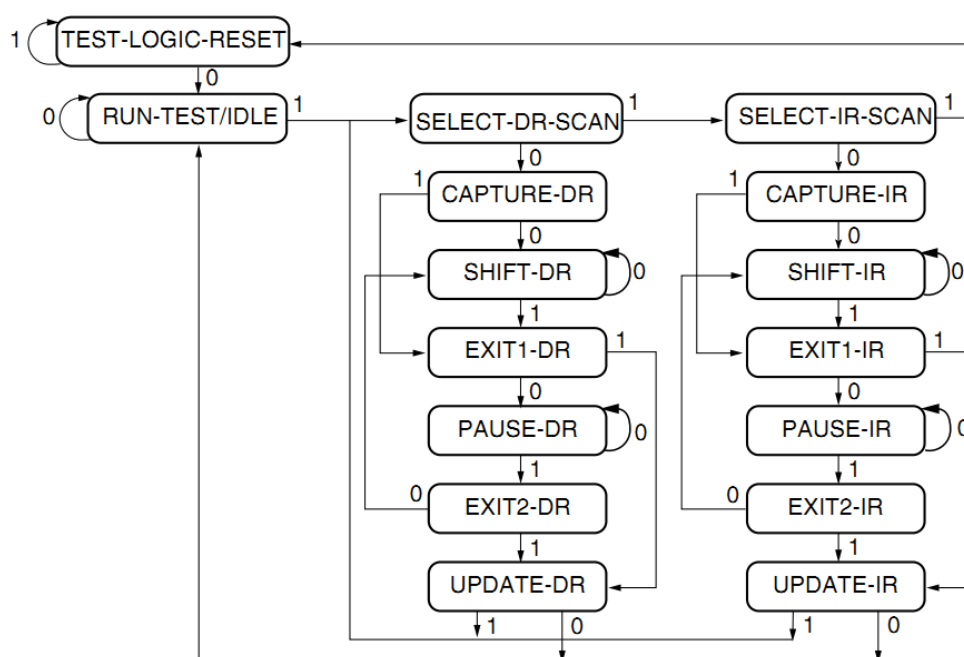 1 TEST-LOGIC-RESET
0
0 RUN-TEST/IDLE 1
SELECT-DR-SCAN 1
SELECT-IR-SCAN 1
0 0
1 CAPTURE-DR 1 CAPTURE-IR
0 0
SHIFT-DR 0 SHIFT-IR 0
1 1
EXIT1-DR 1 EXIT1-IR 1
0 0
PAUSE-DR 0 PAUSE-IR 0
1 1
0 EXIT2-DR 0 EXIT2-IR
1 1
UPDATE-DR UPDATE-IR
1 0 1 0